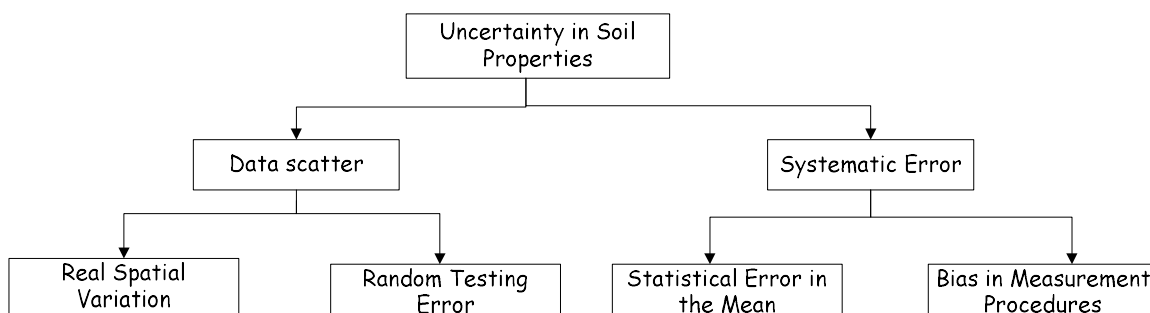 Uncertainty in Soil
Properties
Data scatter
Systematic Error
Real Spatial
Variation
Random Testing
Error
Statistical Error in
the Mean
Bias in Measurement
Procedures